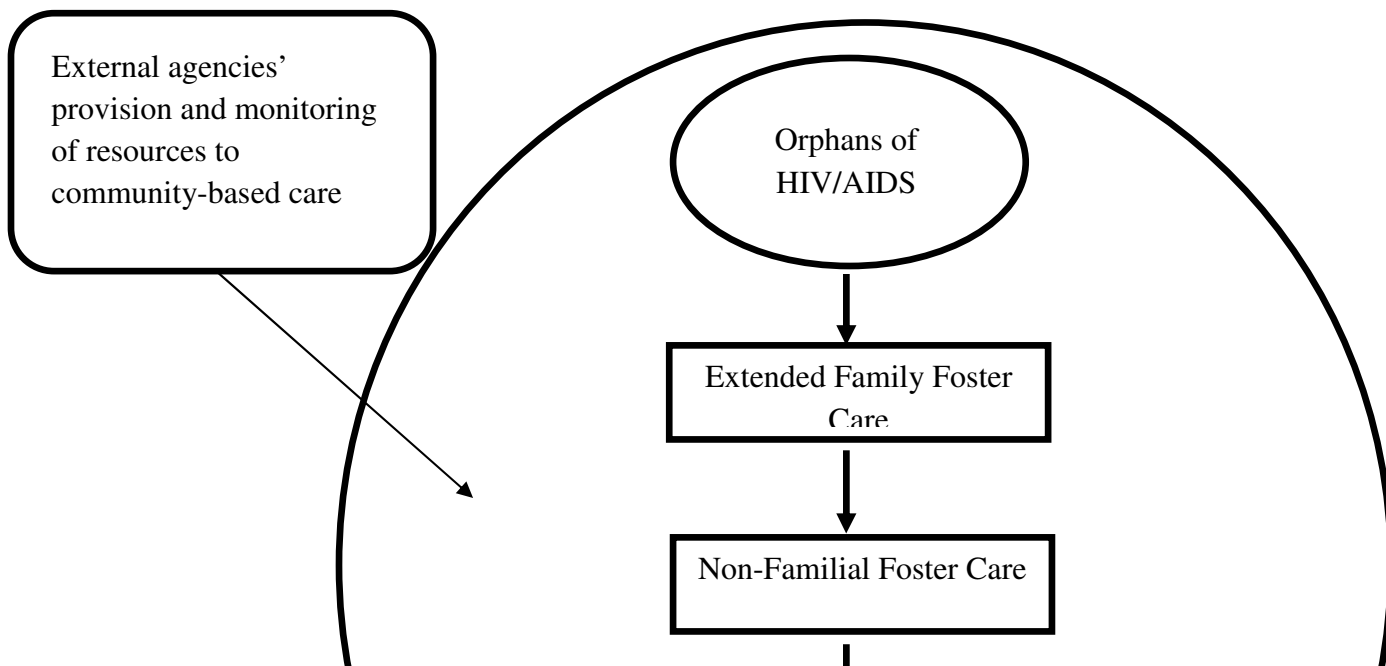 External agencies’
provision and monitoring
of resources to
community-based care
Orphans of
HIV/AIDS
Extended Family Foster
Care
Non-Familial Foster Care